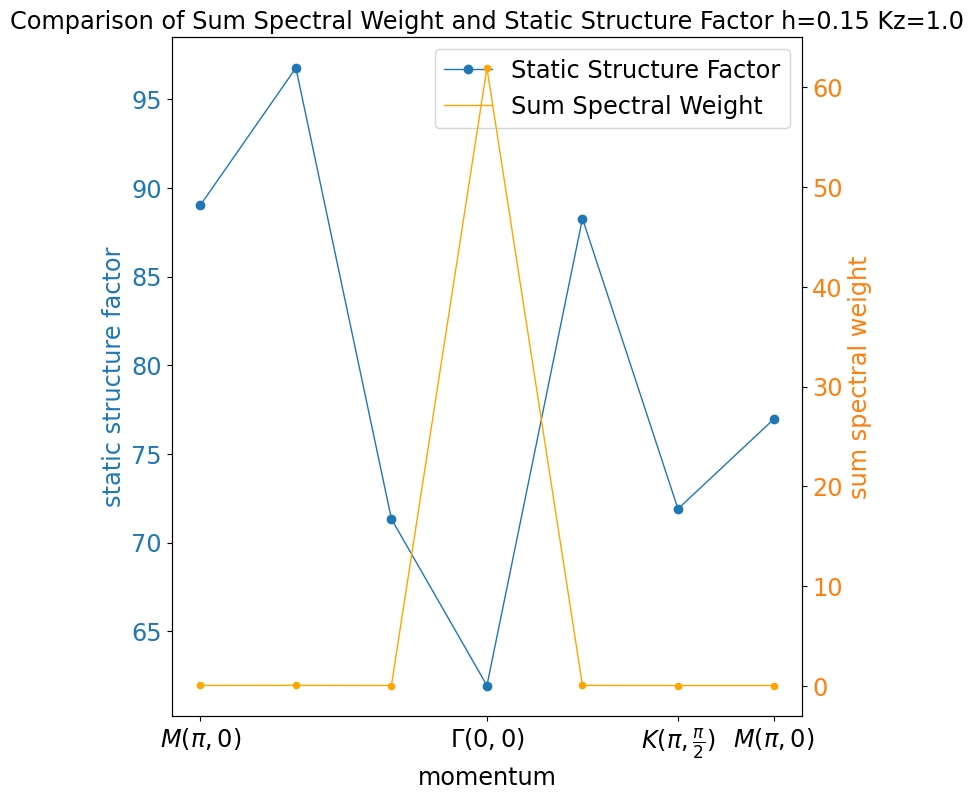 Comparison of Sum Spectral Weight and Static Structure Factor h=0.15 Kz=1.0
Static Structure Factor
Sum Spectral Weight
static structure factor
95
90
85
80
75
70
65
sum spectral weight
60
50
40
30
20
10
0
M(π, 0)
Γ(0, 0)
K(π, π/2)
M(π, 0)
momentum